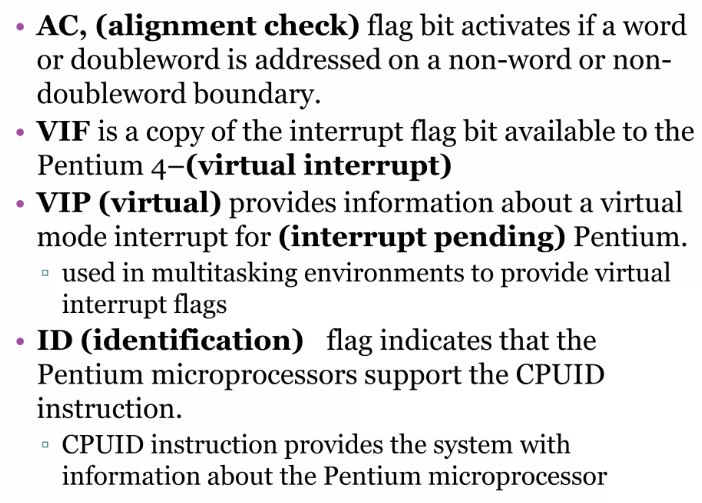 • AC, (alignment check) flag bit activates if a word
or doubleword is addressed on a non-word or non-
doubleword boundary.
• VIF is a copy of the interrupt flag bit available to the
Pentium 4–(virtual interrupt)
• VIP (virtual) provides information about a virtual
mode interrupt for (interrupt pending) Pentium.
▫ used in multitasking environments to provide virtual
interrupt flags
• ID (identification) flag indicates that the
Pentium microprocessors support the CPUID
instruction.
▫ CPUID instruction provides the system with
information about the Pentium microprocessor